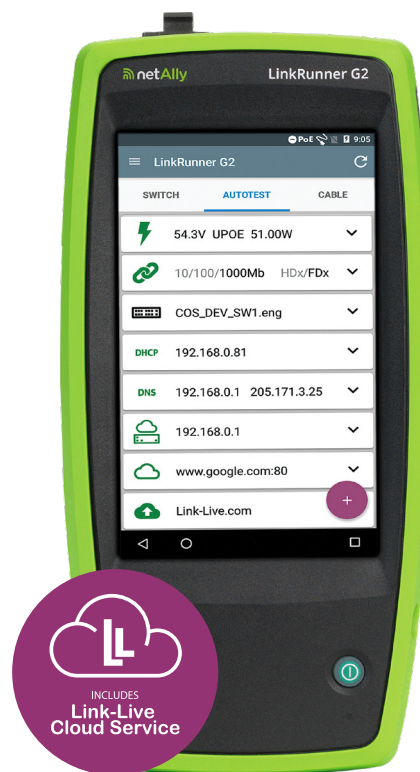 netAlly LinkRunner G2
PoE 9:05
LinkRunner G2
SWITCH AUTOTEST CABLE
54.3V UPOE 51.00W
10/100/1000Mb HDx/FDx
COS_DEV_SW1.eng
DHCP 192.168.0.81
DNS 192.168.0.1 205.171.3.25
192.168.0.1
www.google.com:80
Link-Live.com
+
LL
INCLUDES
Link-Live
Cloud Service